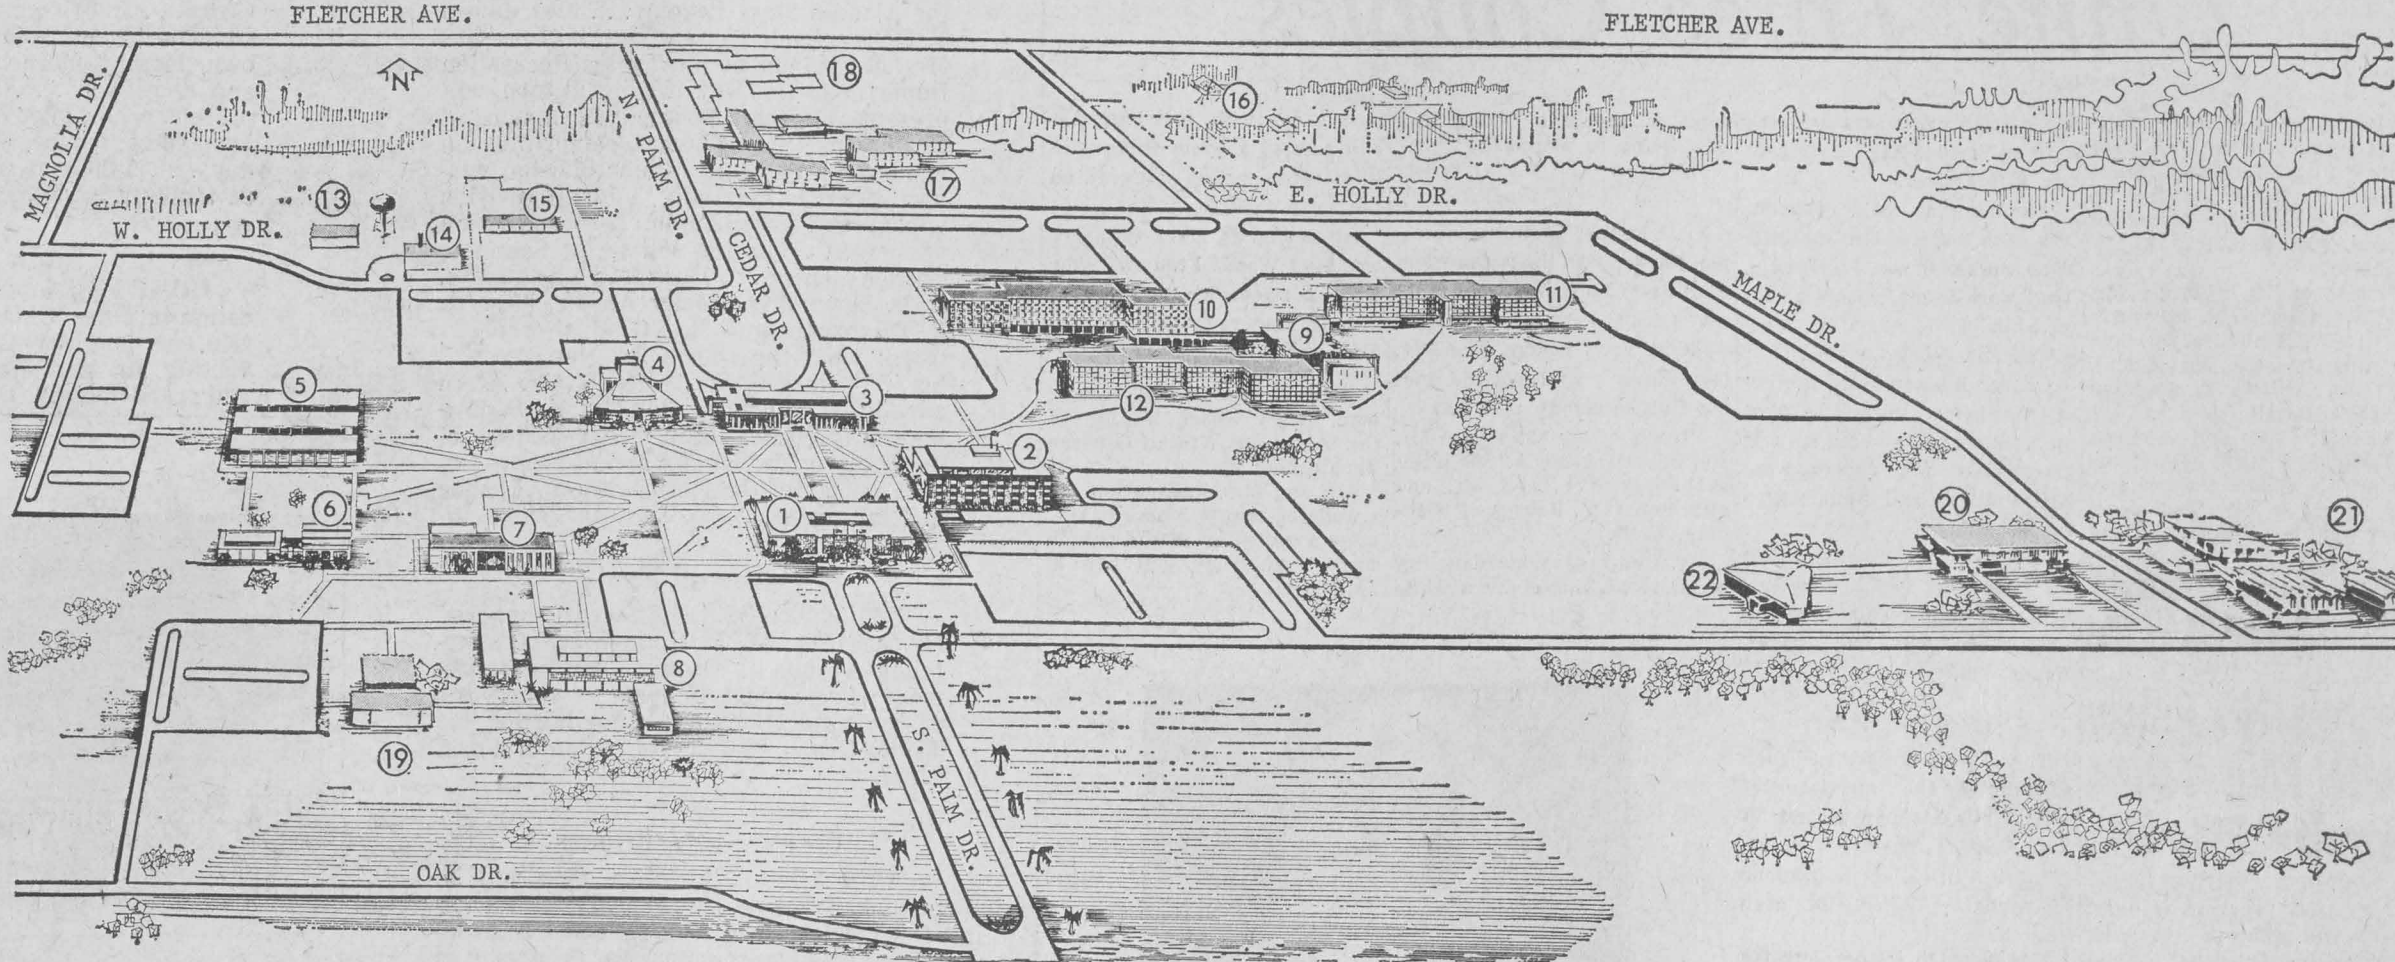 FLETCHER AVE.
FLETCHER AVE.
MAGNOLIA DR.
N
N. PALM DR.
18
16
13
15
17
W. HOLLY DR.
14
E. HOLLY DR.
CEDAR DR.
10
11
9
MAPLE DR.
4
5
3
12
2
6
7
1
20
21
22
8
19
S. PALM DR.
OAK DR.